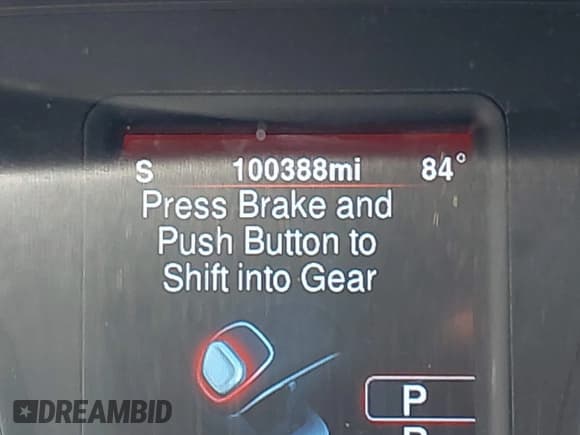 S 100388mi 84°
Press Brake and
Push Button to
Shift into Gear
P
DREAMBID